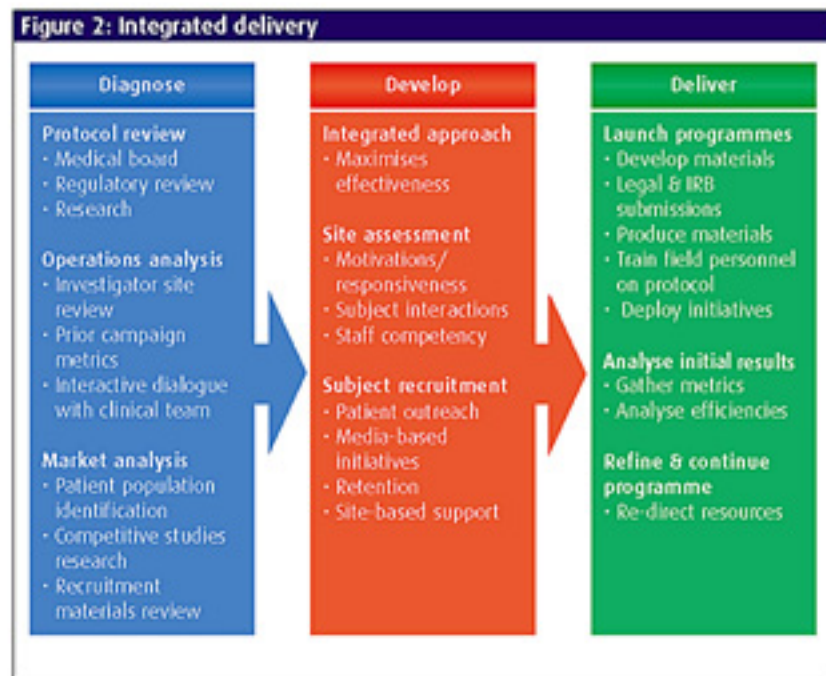 Figure 2: Integrated delivery
Diagnose
Protocol review
· Medical board
· Regulatory review
· Research
Operations analysis
· Investigator site
review
· Prior campaign
metrics
· Interactive dialogue
with clinical team
Market analysis
· Patient population
identification
· Competitive studies
research
· Recruitment
materials review
Develop
Integrated approach
· Maximises
effectiveness
Site assessment
· Motivations/
responsiveness
· Subject interactions
· Staff competency
Subject recruitment
· Patient outreach
· Media-based
initiatives
· Retention
· Site-based support
Deliver
Launch programmes
· Develop materials
· Legal & IRB
submissions
· Produce materials
· Train field personnel
on protocol
· Deploy initiatives
Analyse initial results
· Gather metrics
· Analyse efficiencies
Refine & continue
programme
· Re-direct resources